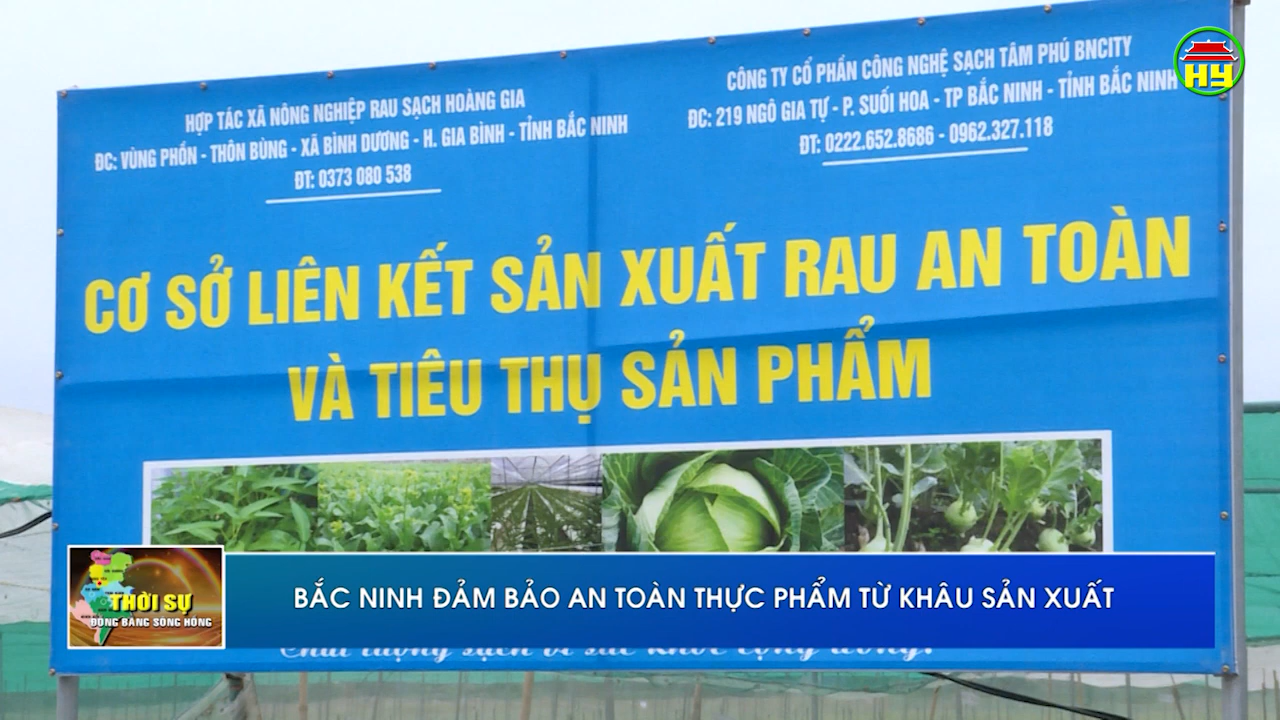 HỢP TÁC XÃ NÔNG NGHIỆP RAU SẠCH HOÀNG GIA
ĐC: VÙNG PHỒN - THÔN BÙNG - XÃ BÌNH DƯƠNG - H. GIA BÌNH - TỈNH BẮC NINH
ĐT: 0373 080 538
CÔNG TY CỔ PHẦN CÔNG NGHỆ SẠCH TÂM PHÚ BNCITY
ĐC: 219 NGÔ GIA TỰ - P. SUỐI HOA - TP BẮC NINH - TỈNH BẮC NINH
ĐT: 0222.652.8686 - 0962.327.118
HY
CƠ SỞ LIÊN KẾT SẢN XUẤT RAU AN TOÀN
VÀ TIÊU THỤ SẢN PHẨM
THỜI SỰ
ĐỒNG BẰNG SÔNG HỒNG
BẮC NINH ĐẢM BẢO AN TOÀN THỰC PHẨM TỪ KHÂU SẢN XUẤT